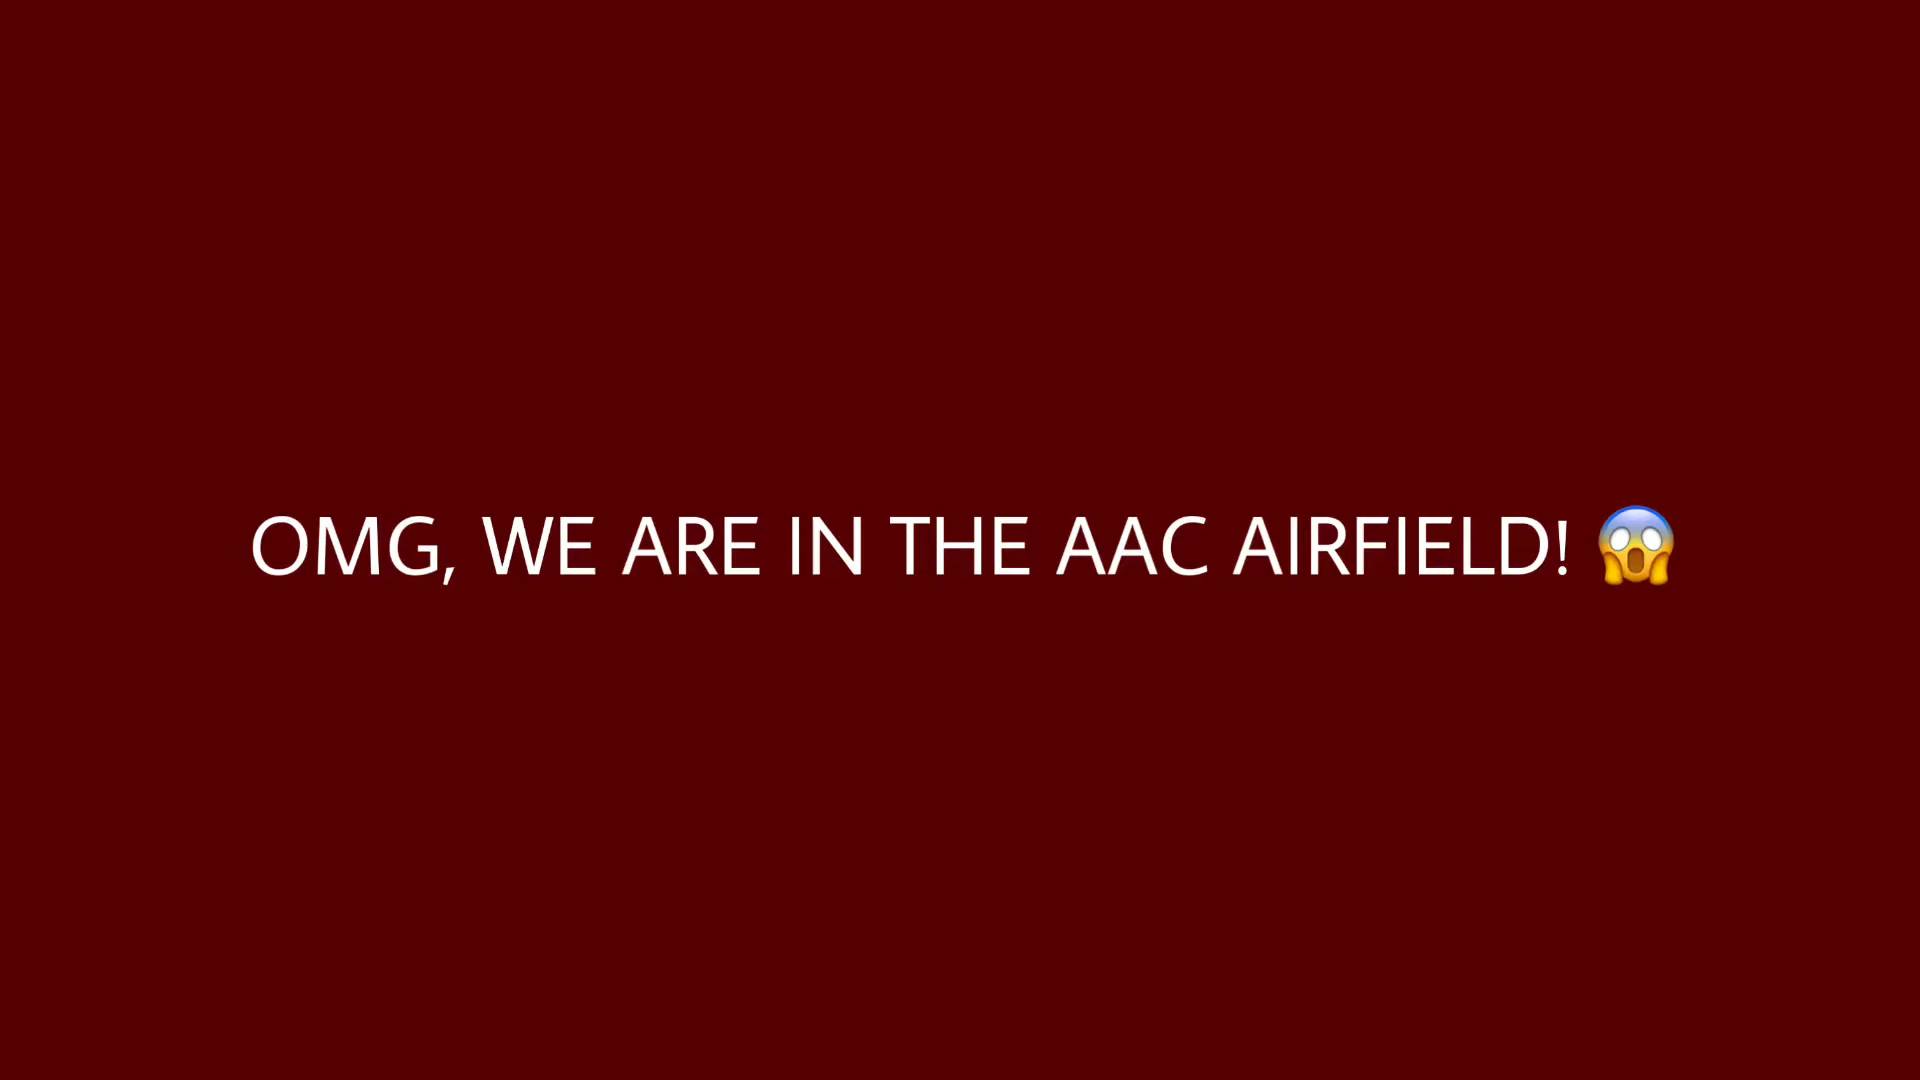 OMG, WE ARE IN THE AAC AIRFIELD! 😱